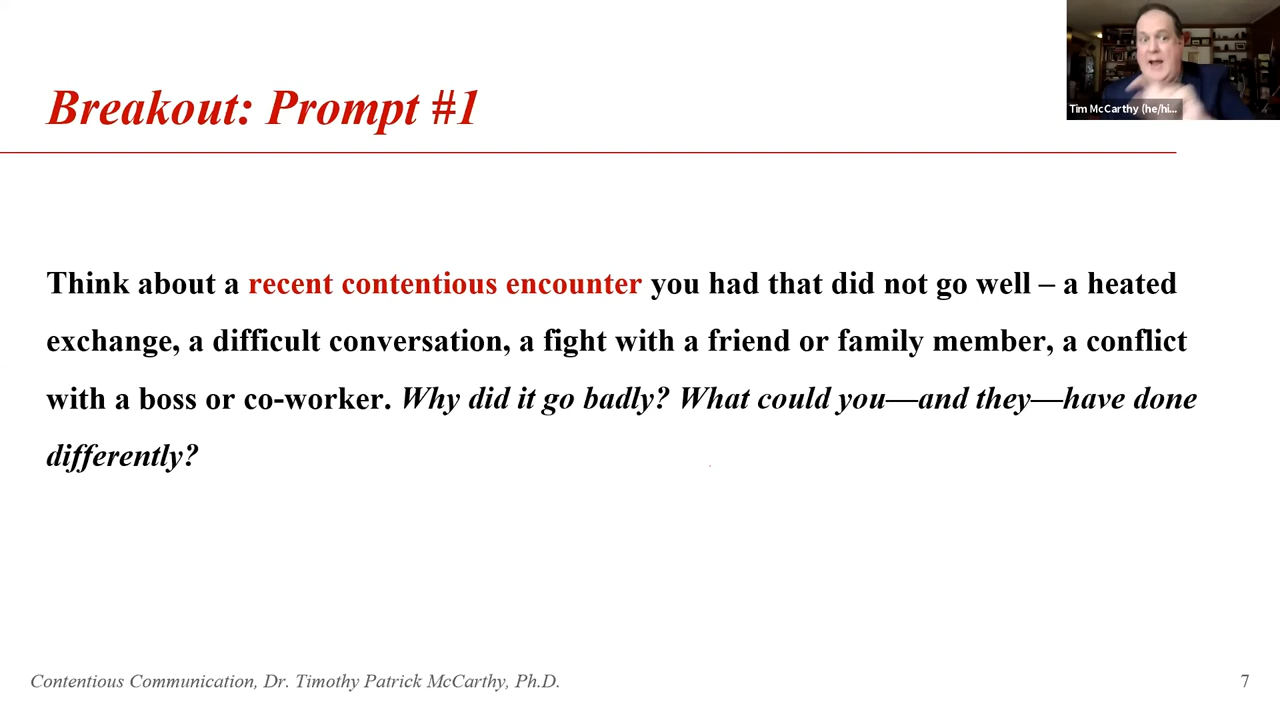 Breakout: Prompt #1
Tim McCarthy (he/hi...
Think about a recent contentious encounter you had that did not go well – a heated
exchange, a difficult conversation, a fight with a friend or family member, a conflict
with a boss or co-worker. Why did it go badly? What could you—and they—have done
differently?
Contentious Communication, Dr. Timothy Patrick McCarthy, Ph.D.
7